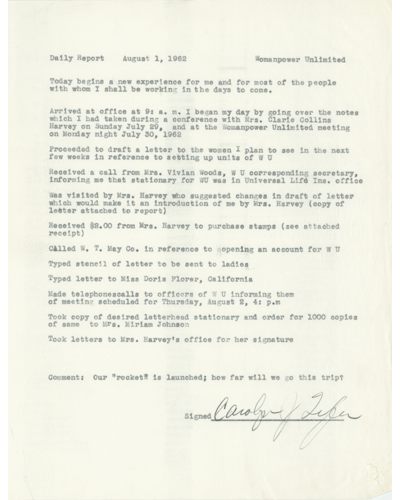 Daily Report August 1, 1962 Womanpower Unlimited
Today begins a new experience for me and for most of the people
with whom I shall be working in the days to come.
Arrived at office at 9: a. m. I began my day by going over the notes
which I had taken during a conference with Mrs. Clarie Collins
Harvey on Sunday July 29, and at the Womanpower Unlimited meeting
on Monday night July 30, 1962
Proceeded to draft a letter to the women I plan to see in the next
few weeks in reference to setting up units of W U
Received a call from Mrs. Vivian Woods, W U corresponding secretary,
informing me that stationary for WU was in Universal Life Ins. office
Was visited by Mrs. Harvey who suggested changes in draft of letter
which would make it an introduction of me by Mrs. Harvey (copy of
letter attached to report)
Received $8.00 from Mrs. Harvey to purchase stamps (see attached
receipt)
Called W. T. May Co. in reference to opening an account for W U
Typed stencil of letter to be sent to ladies
Typed letter to Miss Doris Florer, California
Made telephonescalls to officers of W U informing them
of meeting scheduled for Thursday, August 2, 4: p.m
Took copy of desired letterhead stationary and order for 1000 copies
of same to Mrs. Miriam Johnson
Took letters to Mrs. Harvey's office for her signature
Comment: Our "rocket" is launched; how far will we go this trip?
Signed Carolyn J